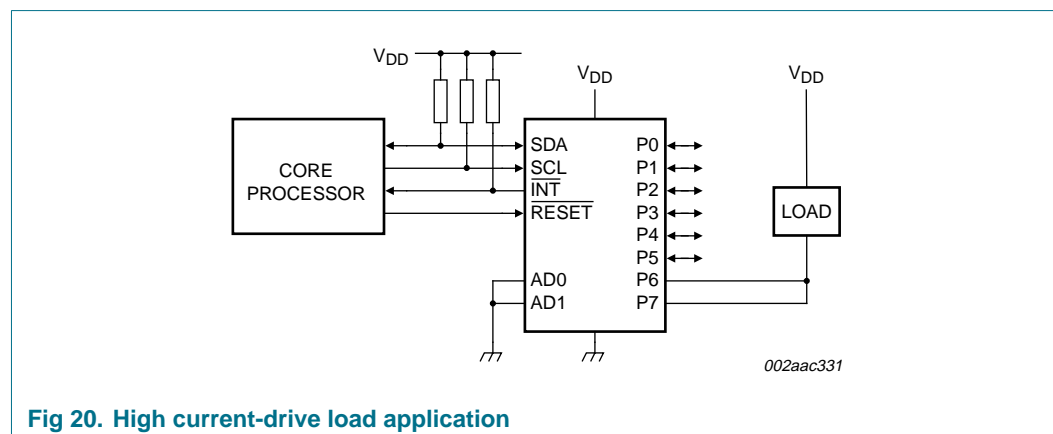 VDD
VDD
VDD
CORE
PROCESSOR
SDA
SCL
INT
RESET
AD0
AD1
P0
P1
P2
P3
P4
P5
P6
P7
LOAD
002aac331
Fig 20. High current-drive load application